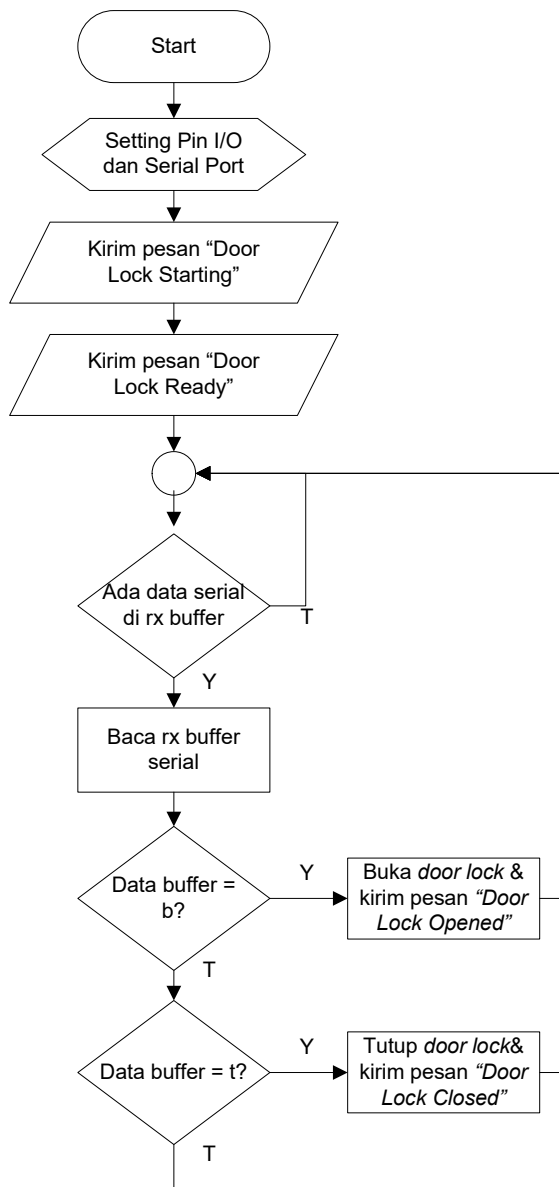 Start
Setting Pin I/O
dan Serial Port
Kirim pesan “Door
Lock Starting”
Kirim pesan “Door
Lock Ready”
Ada data serial
di rx buffer
T
Y
Baca rx buffer
serial
Data buffer =
b?
Y
Buka door lock &
kirim pesan “Door
Lock Opened”
T
Data buffer = t?
Y
Tutup door lock&
kirim pesan “Door
Lock Closed”
T